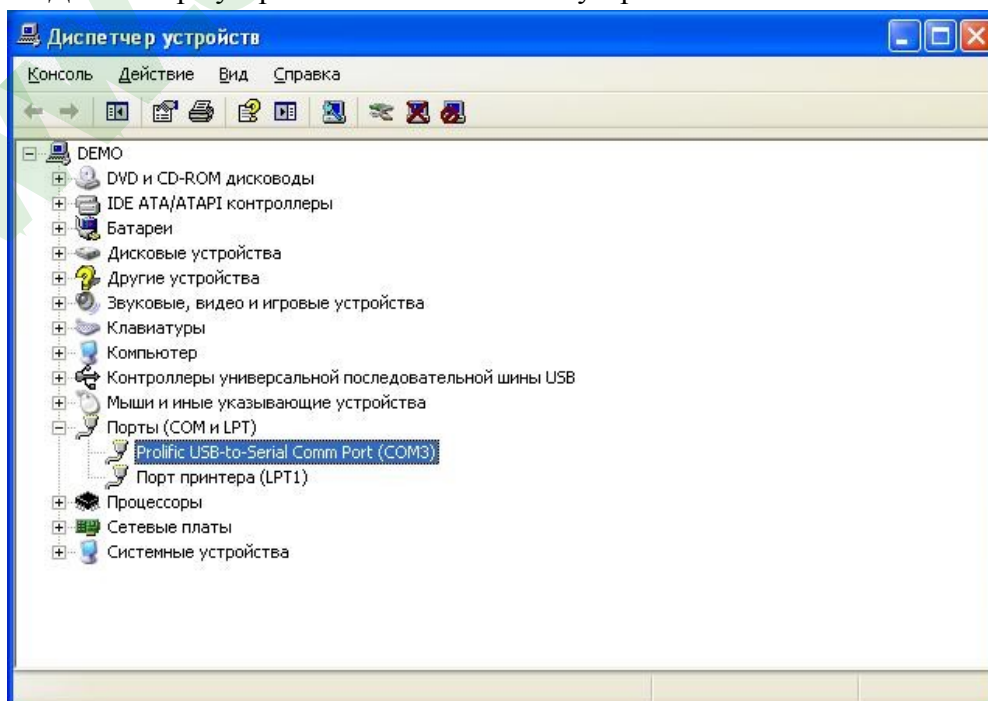 Диспетчер устройств
Консоль Действие Вид Справка
DEMO
DVD и CD-ROM дисководы
IDE ATA/ATAPI контроллеры
Батареи
Дисковые устройства
Другие устройства
Звуковые, видео и игровые устройства
Клавиатуры
Компьютер
Контроллеры универсальной последовательной шины USB
Мыши и иные указывающие устройства
Порты (COM и LPT)
Prolific USB-to-Serial Comm Port (COM3)
Порт принтера (LPT1)
Процессоры
Сетевые платы
Системные устройства